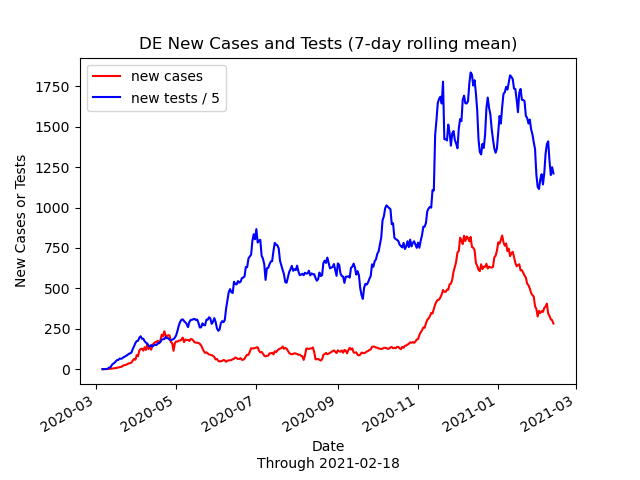 DE New Cases and Tests (7-day rolling mean)
new cases
new tests / 5
New Cases or Tests
1750
1500
1250
1000
750
500
250
0
2020-03
2020-05
2020-07
2020-09
2020-11
2021-01
2021-03
Date
Through 2021-02-18